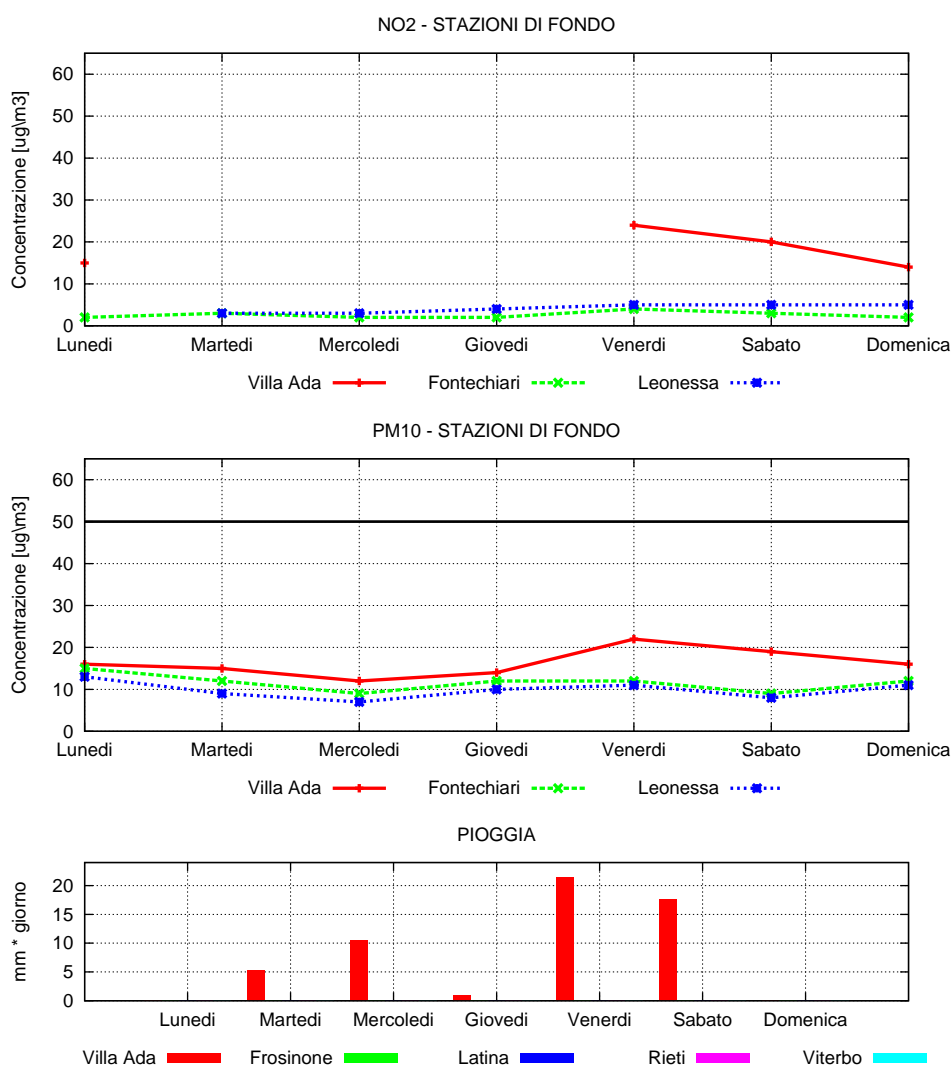 NO2 - STAZIONI DI FONDO
Concentrazione [ug\m3]
60
50
40
30
20
10
0
Lunedi Martedi Mercoledi Giovedi Venerdi Sabato Domenica
Villa Ada Fontechiari Leonessa
PM10 - STAZIONI DI FONDO
Concentrazione [ug\m3]
60
50
40
30
20
10
0
Lunedi Martedi Mercoledi Giovedi Venerdi Sabato Domenica
Villa Ada Fontechiari Leonessa
PIOGGIA
mm * giorno
20
15
10
5
0
Lunedi Martedi Mercoledi Giovedi Venerdi Sabato Domenica
Villa Ada Frosinone Latina Rieti Viterbo